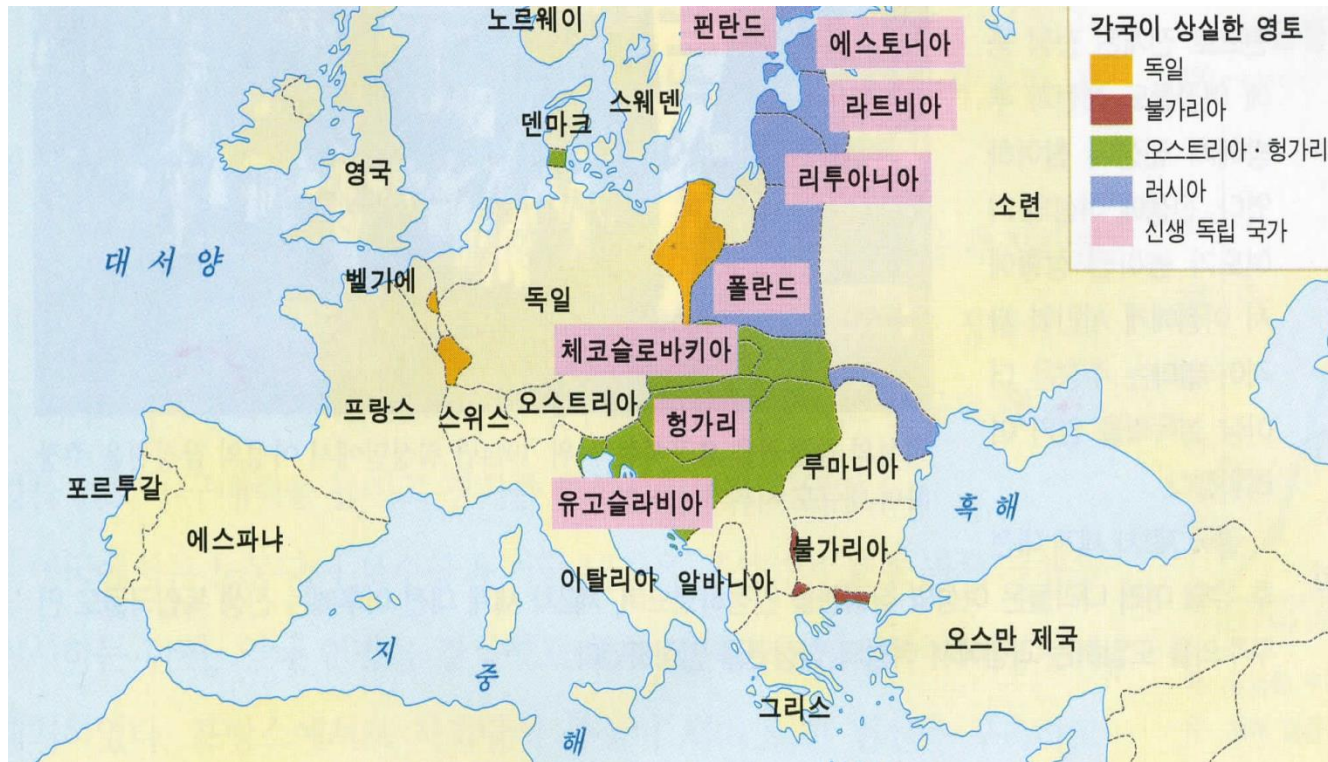 노르웨이
핀란드
에스토니아
스웨덴
라트비아
덴마크
영국
리투아니아
소련
대서양
벨기에
독일
폴란드
체코슬로바키아
프랑스
스위스
오스트리아
헝가리
루마니아
포르투갈
에스파냐
유고슬라비아
흑해
불가리아
이탈리아
알바니아
오스만 제국
지중해
그리스
각국이 상실한 영토
독일
불가리아
오스트리아·헝가리
러시아
신생 독립 국가